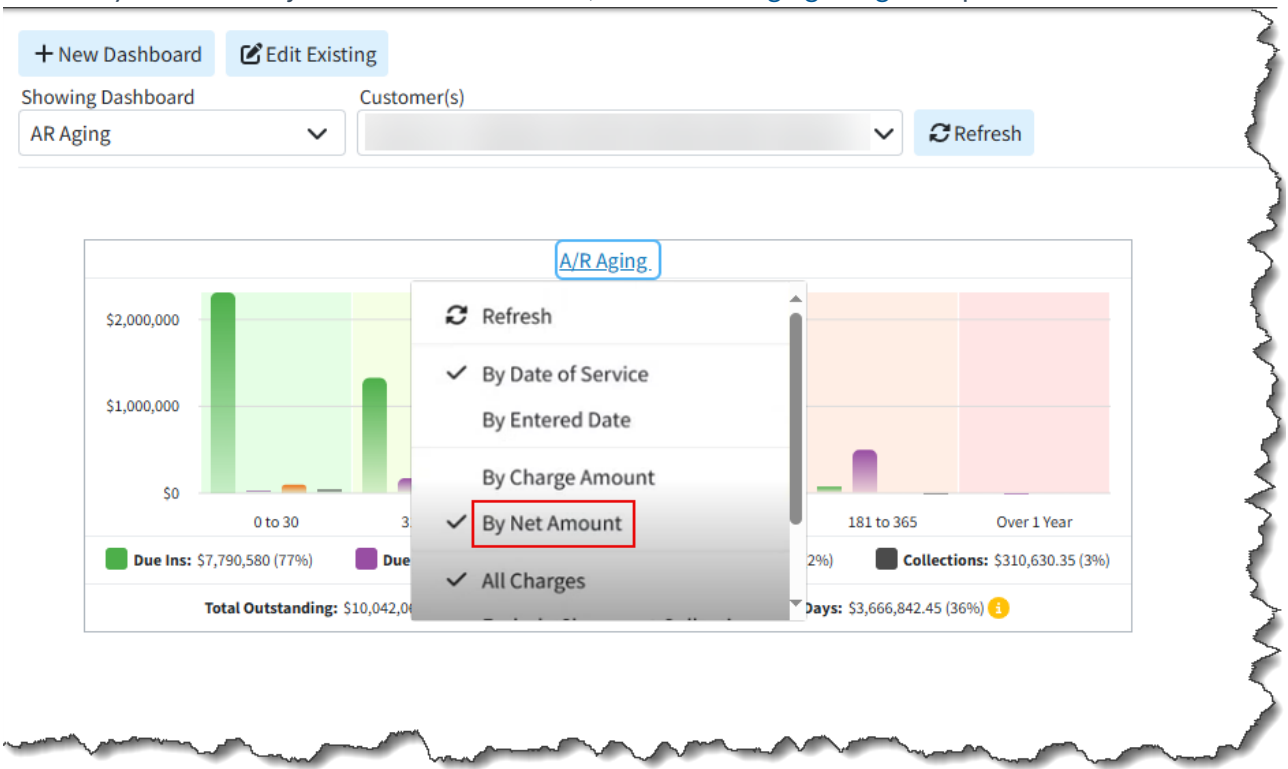 + New Dashboard Edit Existing
Showing Dashboard Customer(s)
AR Aging Refresh
A/R Aging
Refresh
By Date of Service
By Entered Date
By Charge Amount
By Net Amount
All Charges
$2,000,000
$1,000,000
$0
0 to 30 3 181 to 365 Over 1 Year
Due Ins: $7,790,580 (77%) Due 2%) Collections: $310,630.35 (3%)
Total Outstanding: $10,042,0 Days: $3,666,842.45 (36%) i